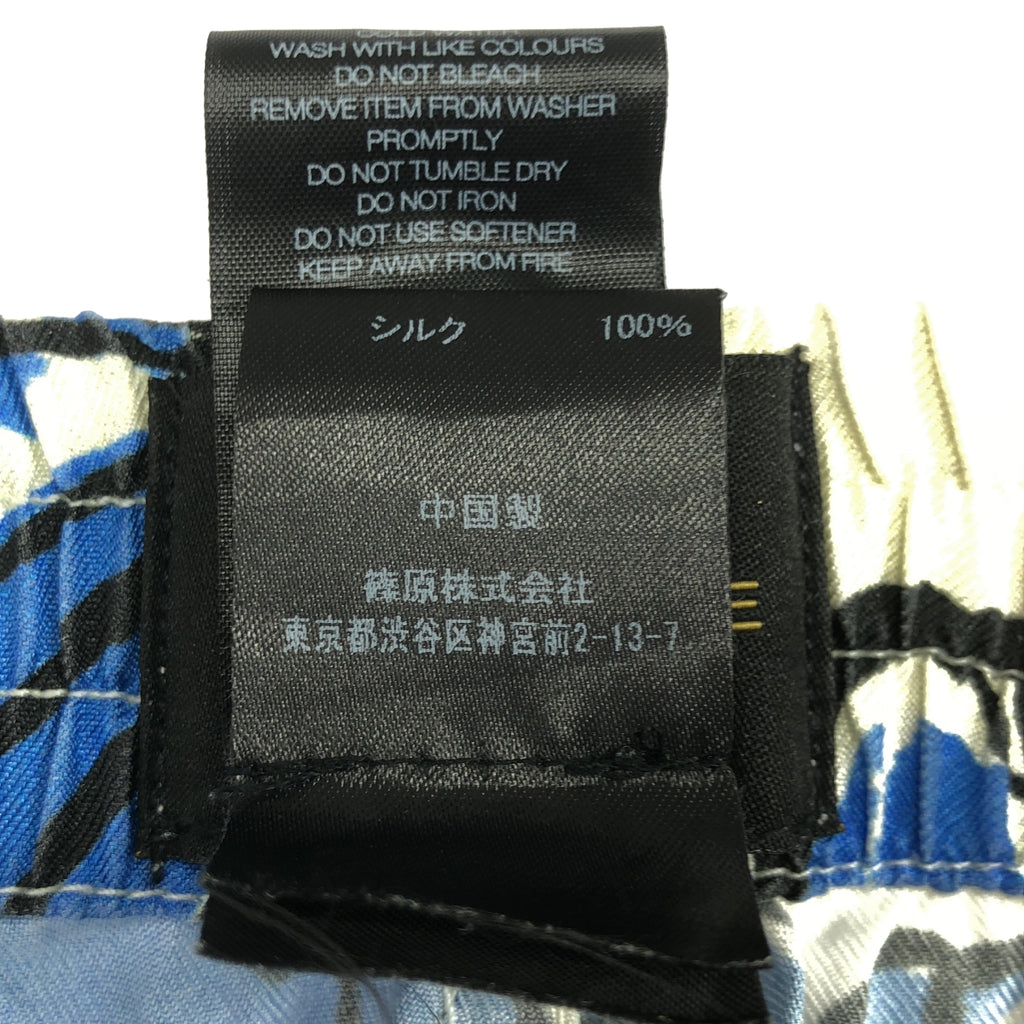 COLD WATER
WASH WITH LIKE COLOURS
DO NOT BLEACH
REMOVE ITEM FROM WASHER
PROMPTLY
DO NOT TUMBLE DRY
DO NOT IRON
DO NOT USE SOFTENER
KEEP AWAY FROM FIRE
シルク 100%
中国製
篠原株式会社
東京都渋谷区神宮前2-13-7